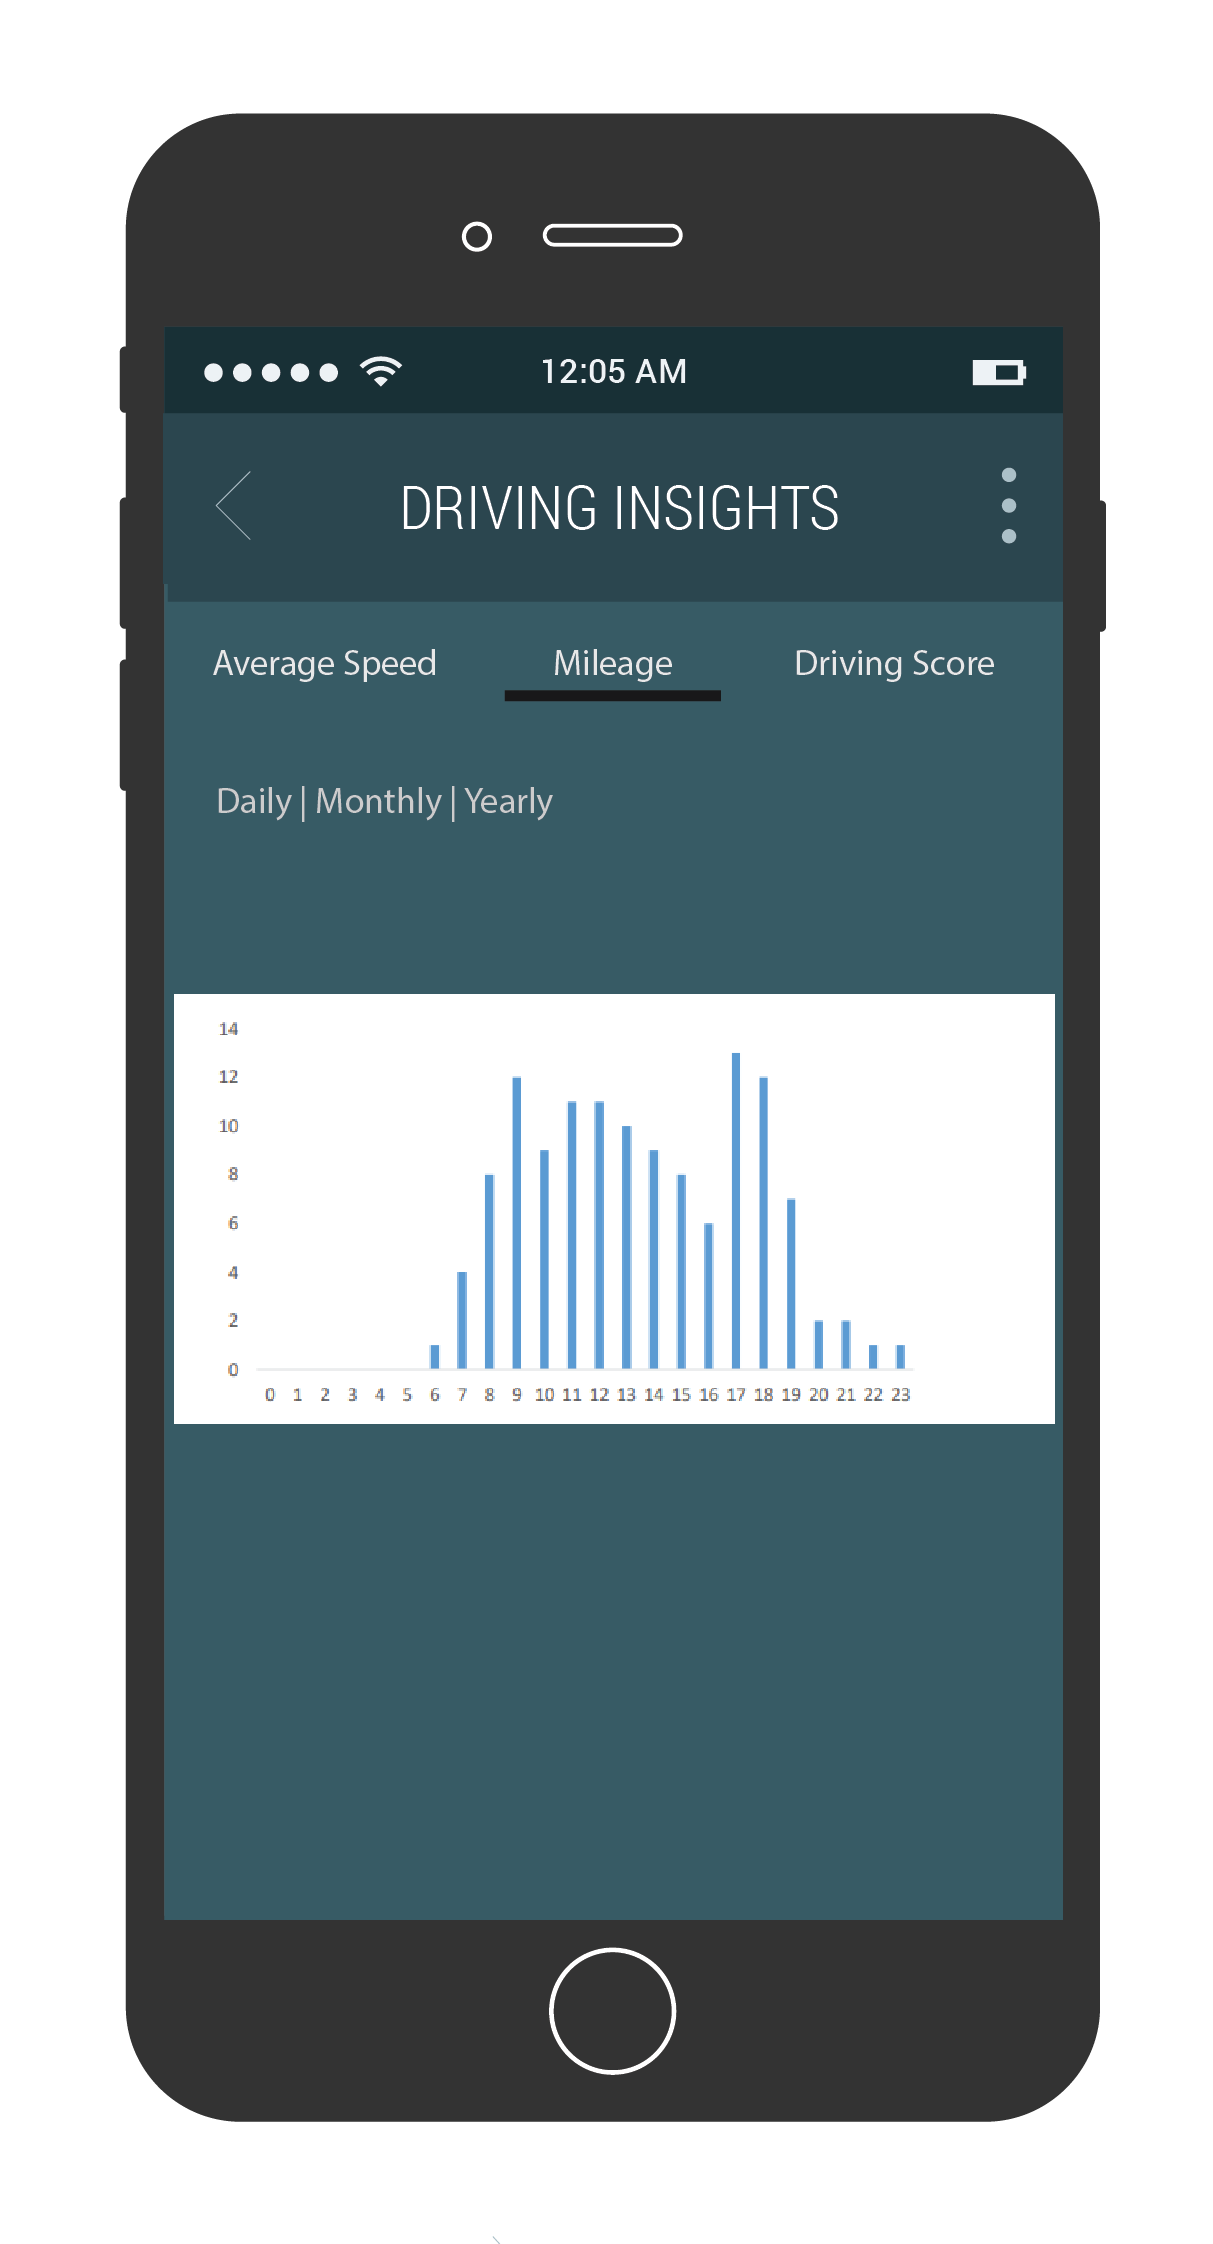 12:05 AM
DRIVING INSIGHTS
Average Speed Mileage Driving Score
Daily | Monthly | Yearly
14
12
10
8
6
4
2
0
0 1 2 3 4 5 6 7 8 9 10 11 12 13 14 15 16 17 18 19 20 21 22 23